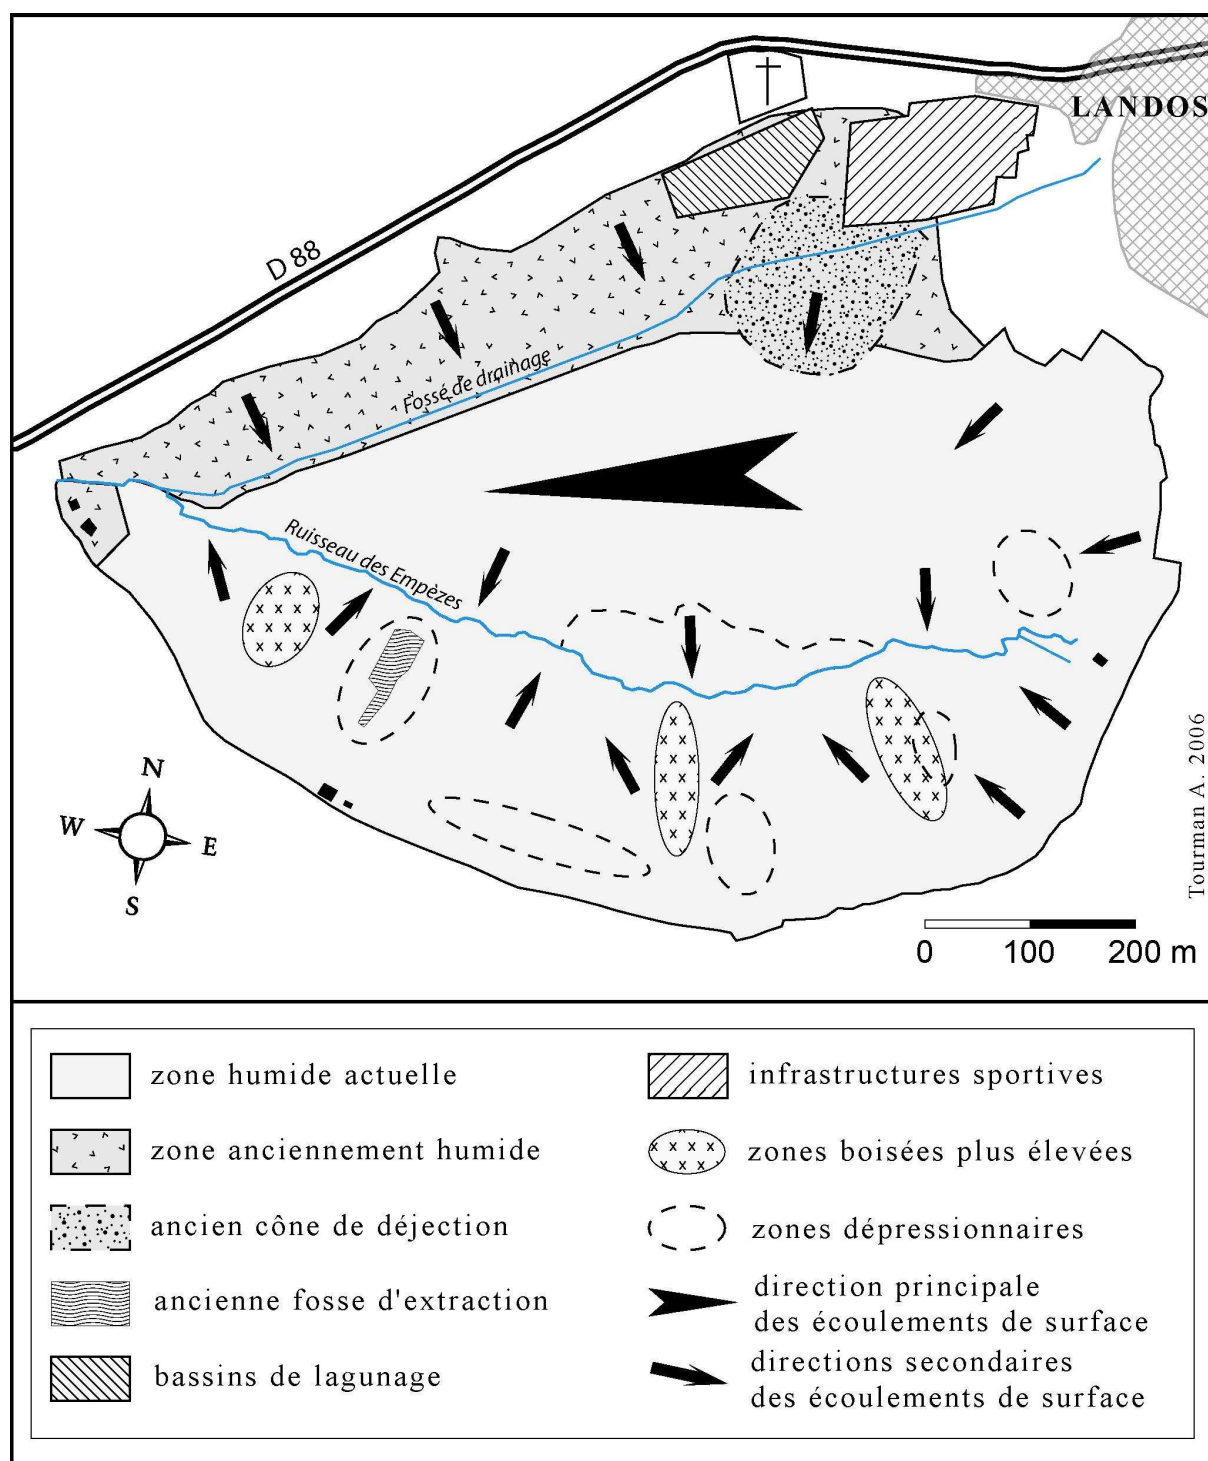 LANDOS
D 88
Fossé de drainage
Ruisseau des Empèzes
N
W
E
S
Tourman A. 2006
0 100 200 m
zone humide actuelle
zone anciennement humide
ancien cône de déjection
ancienne fosse d'extraction
bassins de lagunage
infrastructures sportives
zones boisées plus élevées
zones dépressionnaires
direction principale
des écoulements de surface
directions secondaires
des écoulements de surface